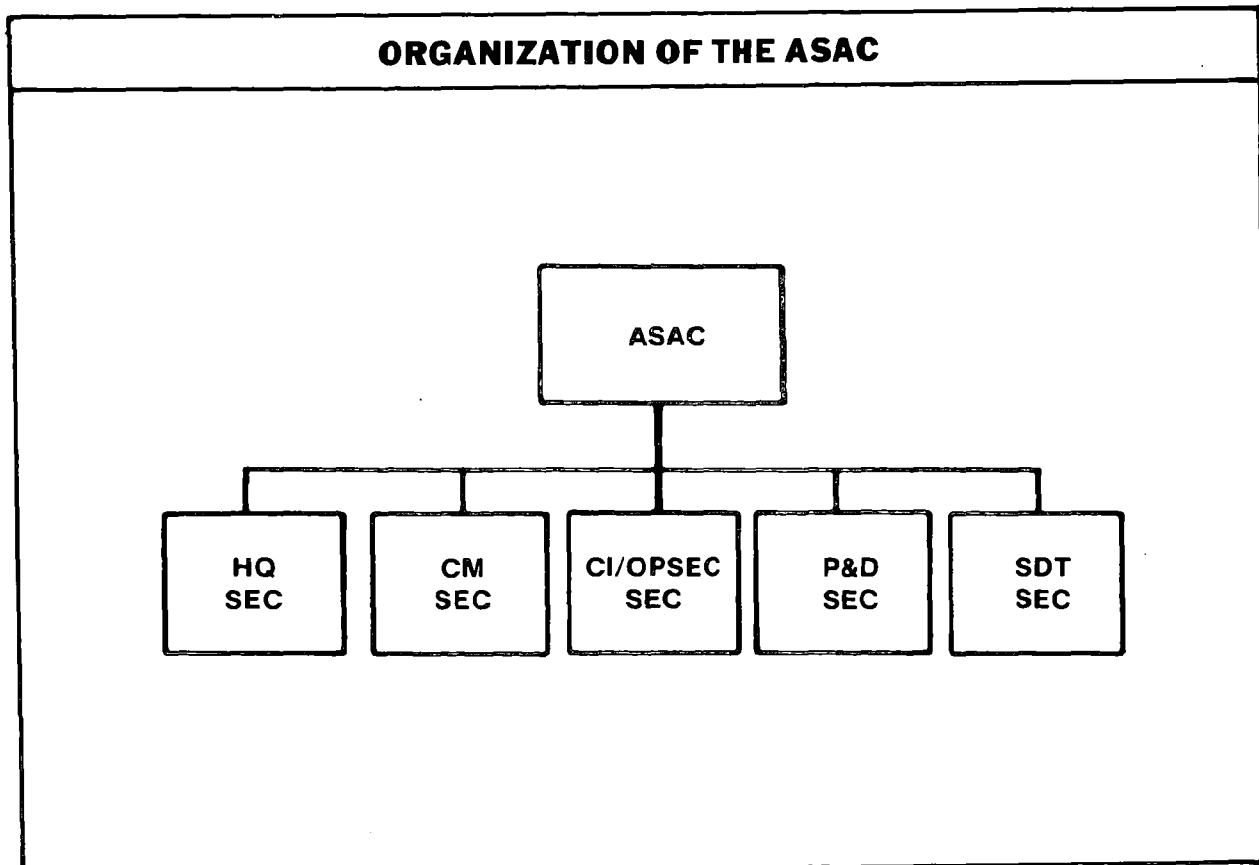 ORGANIZATION OF THE ASAC
ASAC
HQ
SEC
CM
SEC
CI/OPSEC
SEC
P&D
SEC
SDT
SEC